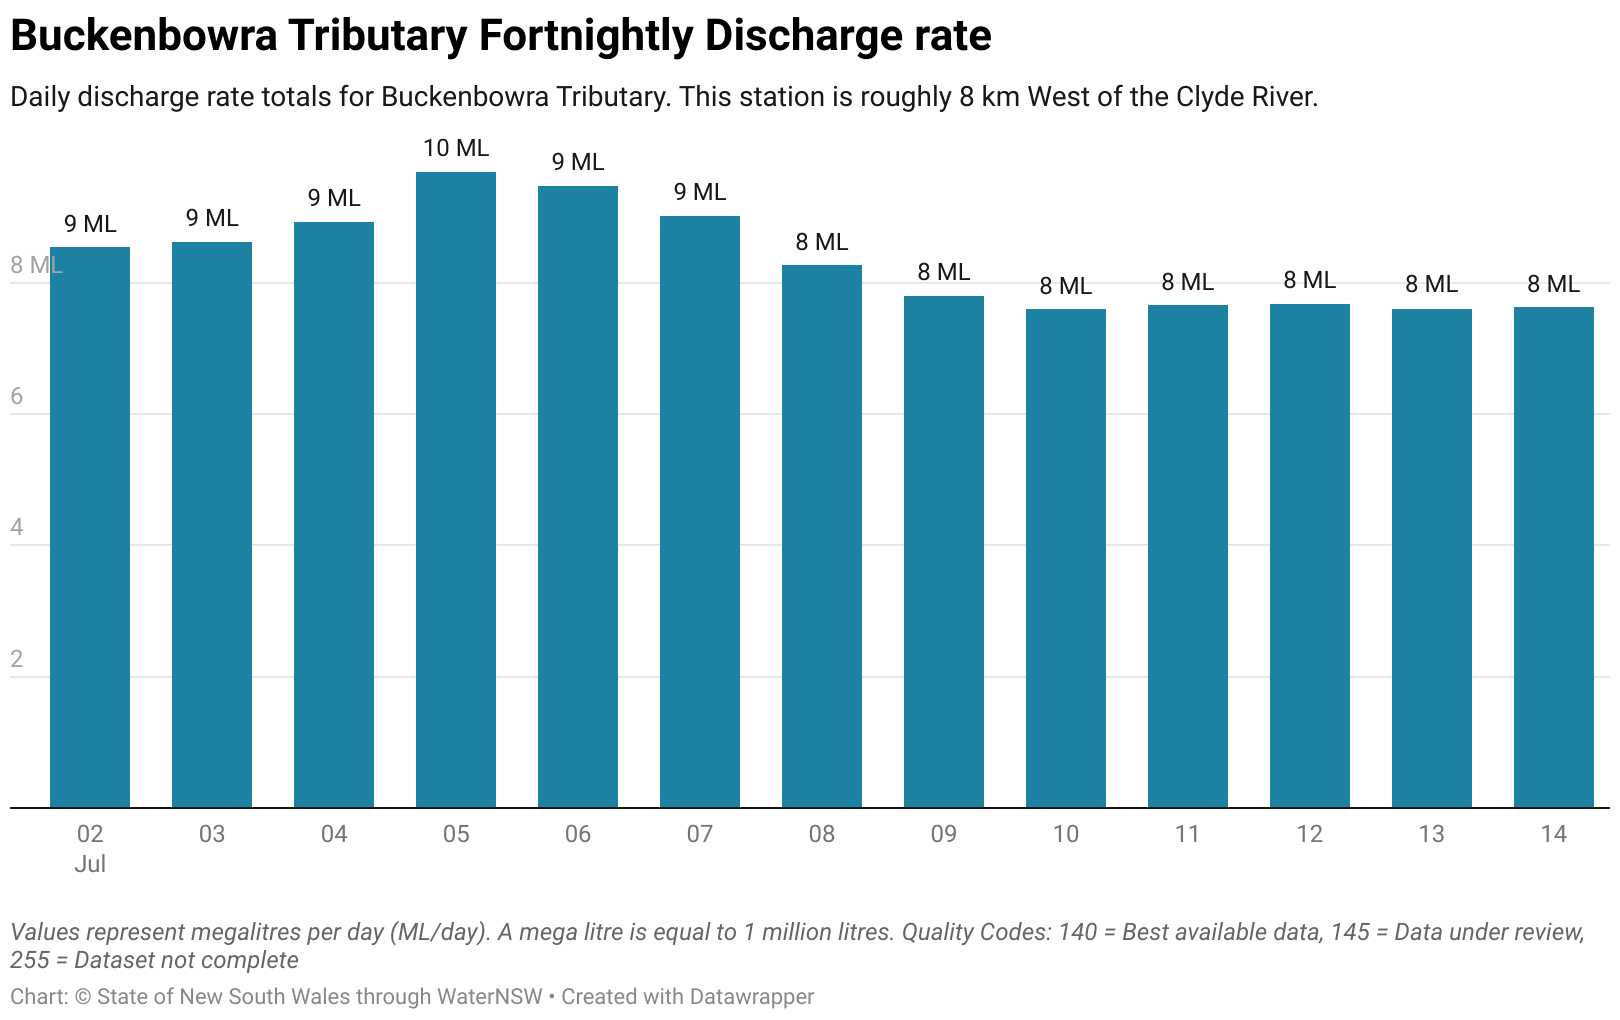 Buckenbowra Tributary Fortnightly Discharge rate
Daily discharge rate totals for Buckenbowra Tributary. This station is roughly 8 km West of the Clyde River.
9 ML
9 ML
9 ML
10 ML
9 ML
9 ML
8 ML
8 ML
8 ML
8 ML
8 ML
8 ML
8 ML
8 ML
6
4
2
02 03 04 05 06 07 08 09 10 11 12 13 14
Jul
Values represent megalitres per day (ML/day). A mega litre is equal to 1 million litres. Quality Codes: 140 = Best available data, 145 = Data under review,
255 = Dataset not complete
Chart: © State of New South Wales through WaterNSW • Created with Datawrapper